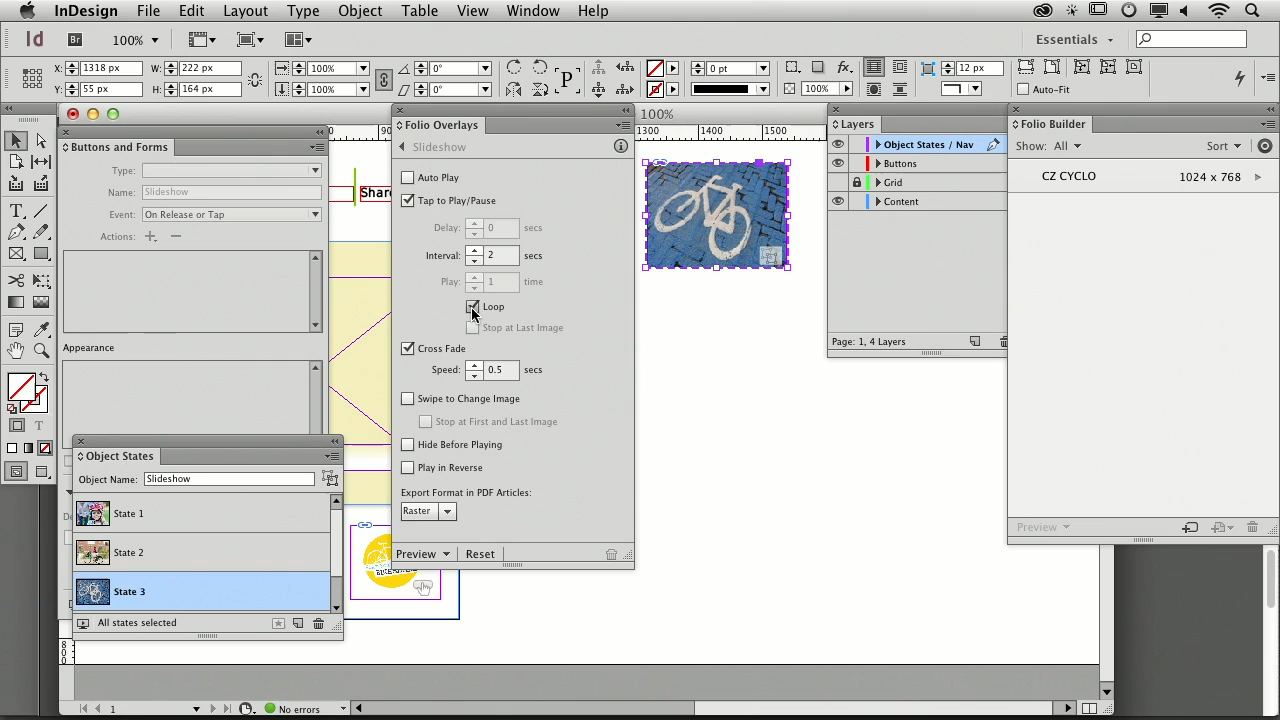 InDesign File Edit Layout Type Object Table View Window Help
Id Br 100% Essentials
X: 1318 px W: 222 px 100% 0° P fx 0 pt 12 px
Y: 55 px H: 164 px 100% 0° 100% Auto-Fit
100%
1300 1400 1500
Buttons and Forms
Type:
Name: Slideshow
Event: On Release or Tap
Actions:
Appearance
Share
Folio Overlays
Slideshow
Auto Play
Tap to Play/Pause
Delay: 0 secs
Interval: 2 secs
Play: 1 time
Loop
Stop at Last Image
Cross Fade
Speed: 0.5 secs
Swipe to Change Image
Stop at First and Last Image
Hide Before Playing
Play in Reverse
Export Format in PDF Articles:
Raster
Preview Reset
Layers
Object States / Nav
Buttons
Grid
Content
Page: 1, 4 Layers
Folio Builder
Show: All Sort
CZ CYCLO 1024 x 768
Preview
Object States
Object Name: Slideshow
State 1
State 2
State 3
All states selected
1 No errors